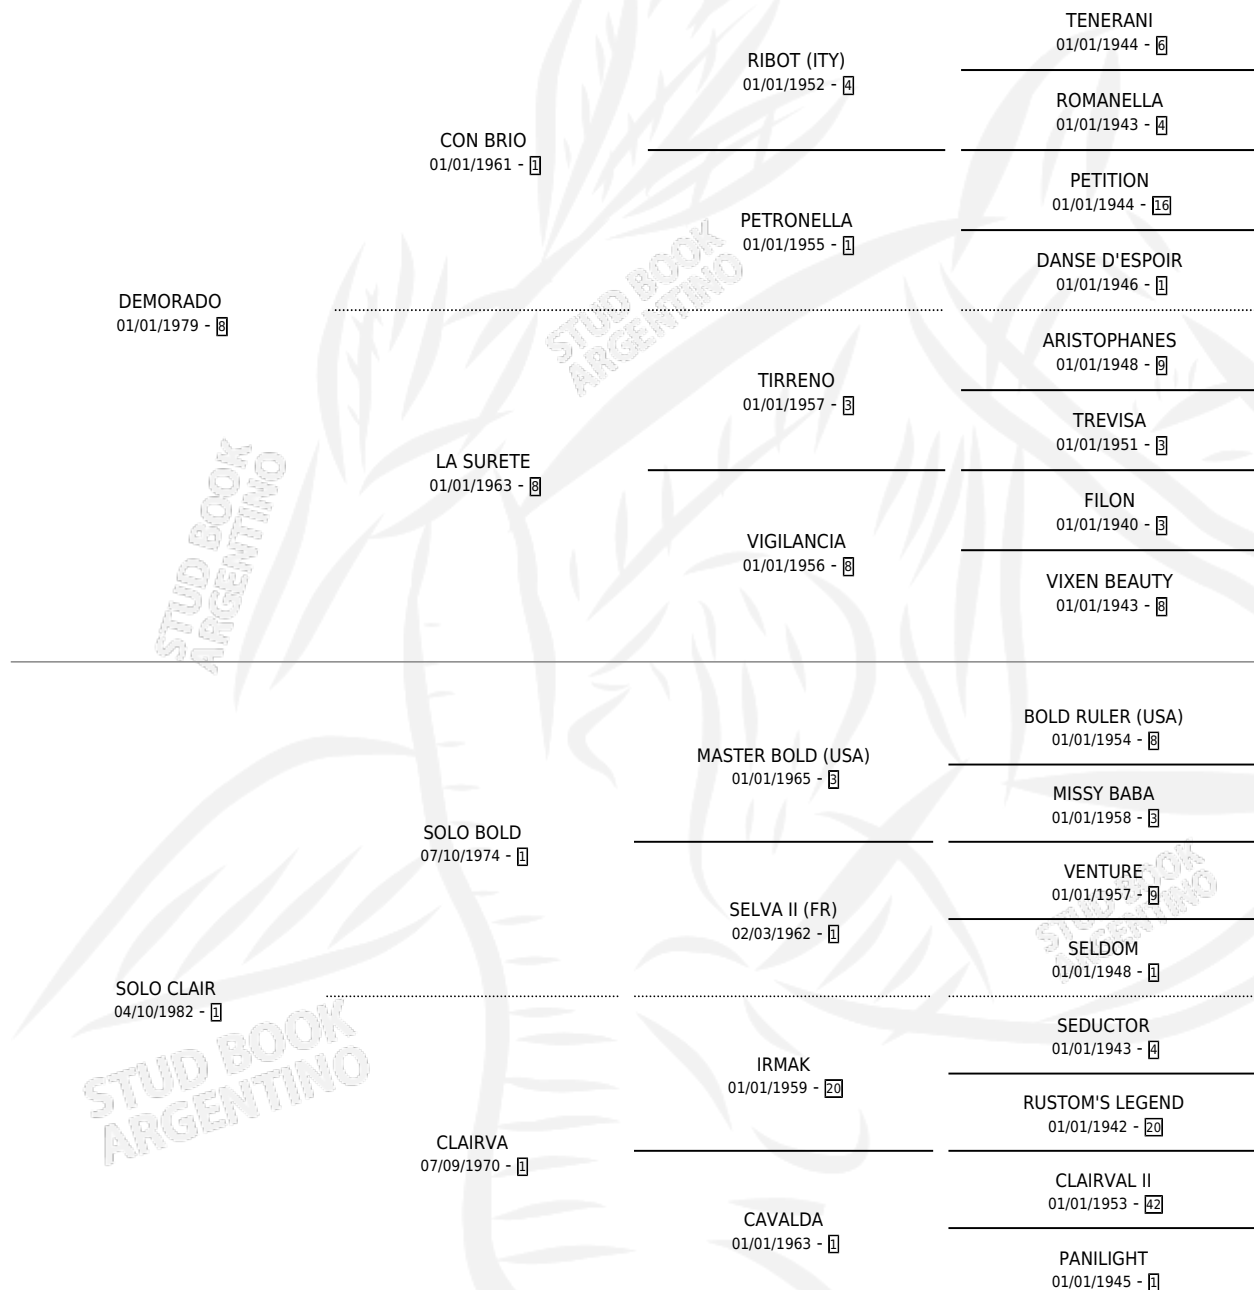 TENERANI
01/01/1944 - 6
RIBOT (ITY)
01/01/1952 - 4
ROMANELLA
01/01/1943 - 4
CON BRIO
01/01/1961 - 1
PETITION
01/01/1944 - 16
PETRONELLA
01/01/1955 - 1
DANSE D'ESPOIR
01/01/1946 - 1
DEMORADO
01/01/1979 - 8
STUD BOOK
ARGENTINO
ARISTOPHANES
01/01/1948 - 9
TIRRENO
01/01/1957 - 3
TREVISA
01/01/1951 - 3
LA SURETE
01/01/1963 - 8
FILON
01/01/1940 - 3
VIGILANCIA
01/01/1956 - 8
VIXEN BEAUTY
01/01/1943 - 8
STUD BOOK
ARGENTINO
BOLD RULER (USA)
01/01/1954 - 8
MASTER BOLD (USA)
01/01/1965 - 3
MISSY BABA
01/01/1958 - 3
SOLO BOLD
07/10/1974 - 1
VENTURE
01/01/1957 - 9
SELVA II (FR)
02/03/1962 - 1
SELDOM
01/01/1948 - 1
STUD BOOK
ARGENTINO
SOLO CLAIR
04/10/1982 - 1
SEDUCTOR
01/01/1943 - 4
IRMAK
01/01/1959 - 20
RUSTOM'S LEGEND
01/01/1942 - 20
STUD BOOK
ARGENTINO
CLAIRVA
07/09/1970 - 1
CLAIRVAL II
01/01/1953 - 42
CAVALDA
01/01/1963 - 1
PANILIGHT
01/01/1945 - 1